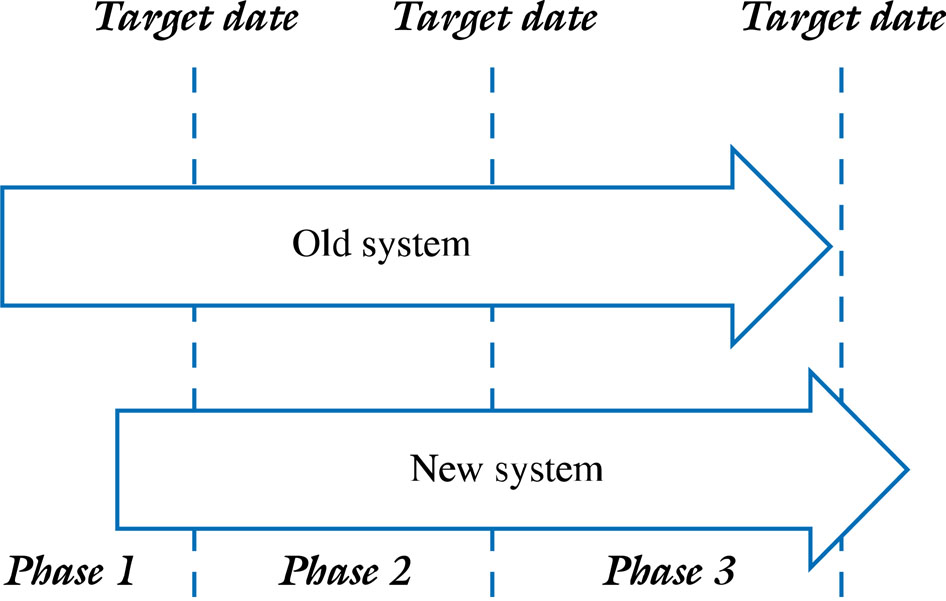 Target date Target date Target date
Old system
New system
Phase 1 Phase 2 Phase 3